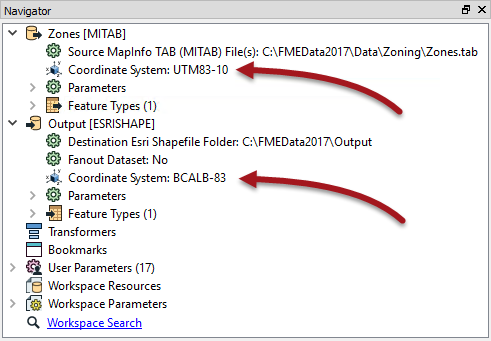 Navigator
Zones [MITAB]
Source MapInfo TAB (MITAB) File(s): C:\FMEData2017\Data\Zoning\Zones.tab
Coordinate System: UTM83-10
Parameters
Feature Types (1)
Output [ESRISHAPE]
Destination Esri Shapefile Folder: C:\FMEData2017\Output
Fanout Dataset: No
Coordinate System: BCALB-83
Parameters
Feature Types (1)
Transformers
Bookmarks
User Parameters (17)
Workspace Resources
Workspace Parameters
Workspace Search